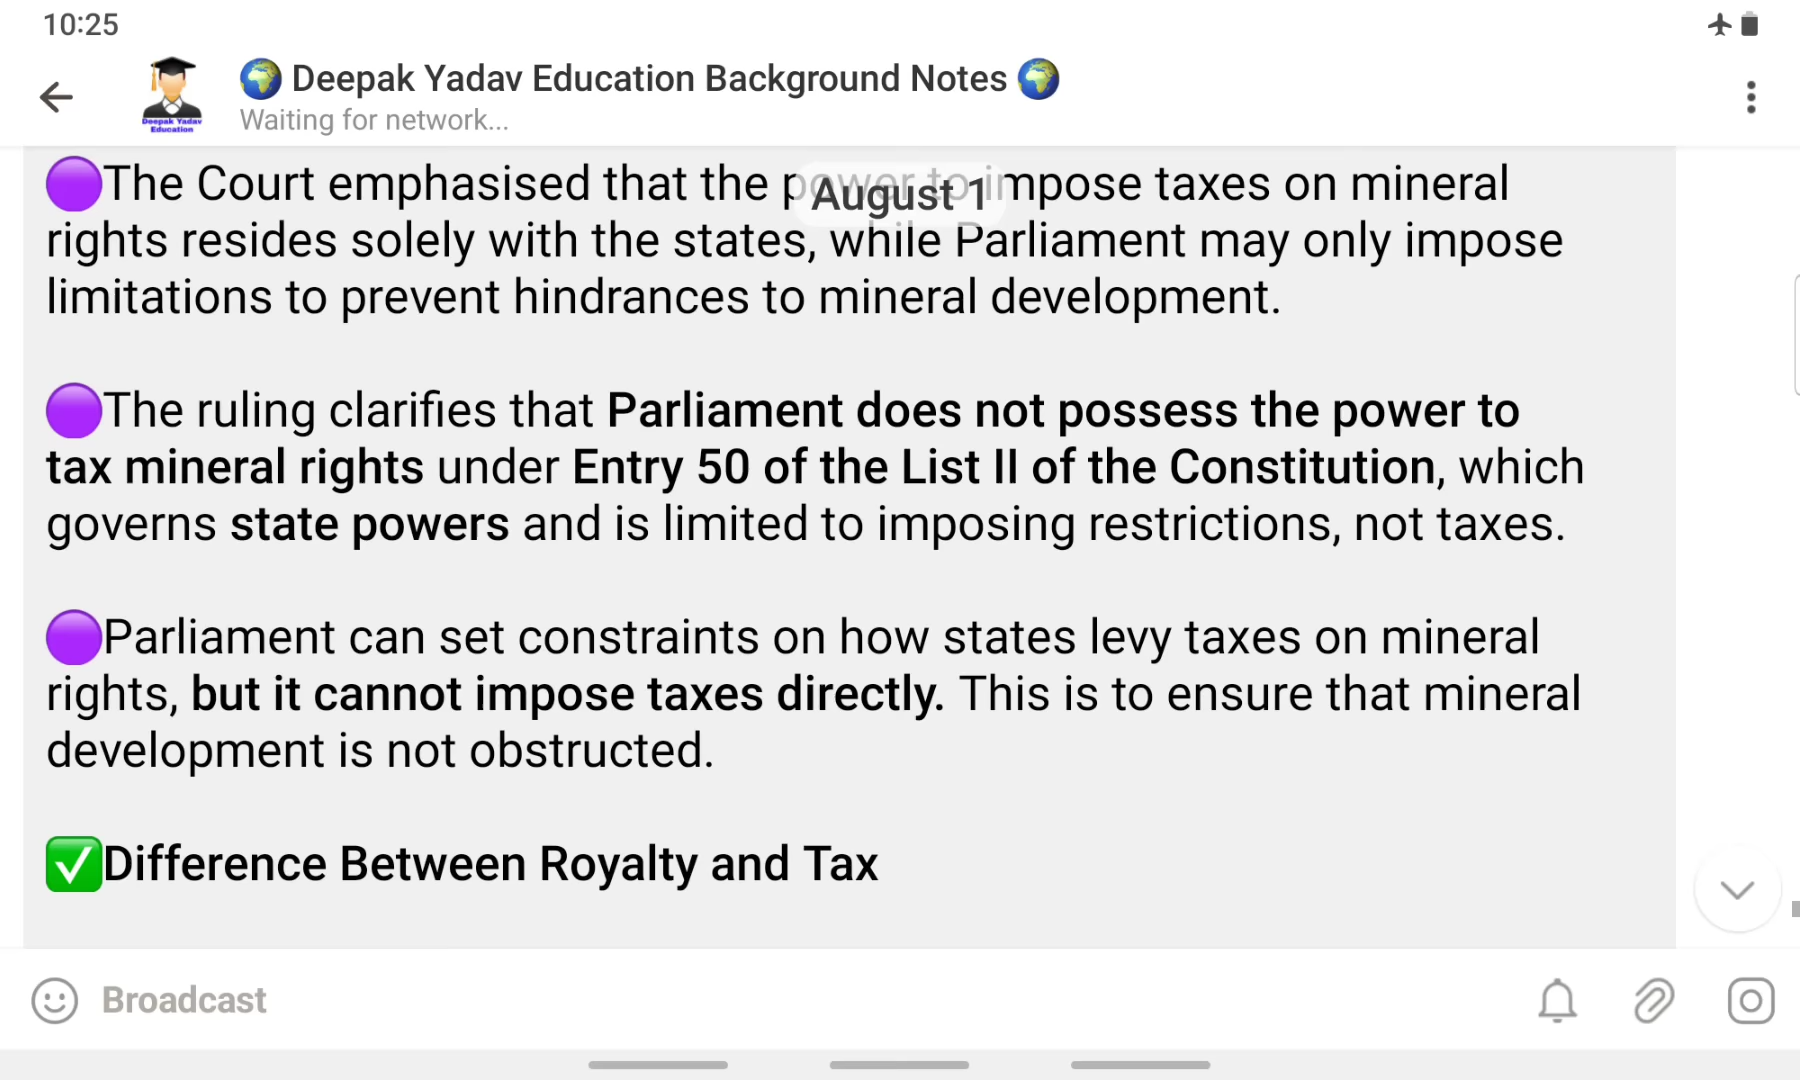 10:25
Deepak Yadav Education Background Notes
Deepak Yadav
Education
Waiting for network...
The Court emphasised that the power to impose taxes on mineral
August 1
rights resides solely with the states, while Parliament may only impose
limitations to prevent hindrances to mineral development.
The ruling clarifies that Parliament does not possess the power to
tax mineral rights under Entry 50 of the List II of the Constitution, which
governs state powers and is limited to imposing restrictions, not taxes.
Parliament can set constraints on how states levy taxes on mineral
rights, but it cannot impose taxes directly. This is to ensure that mineral
development is not obstructed.
Difference Between Royalty and Tax
Broadcast